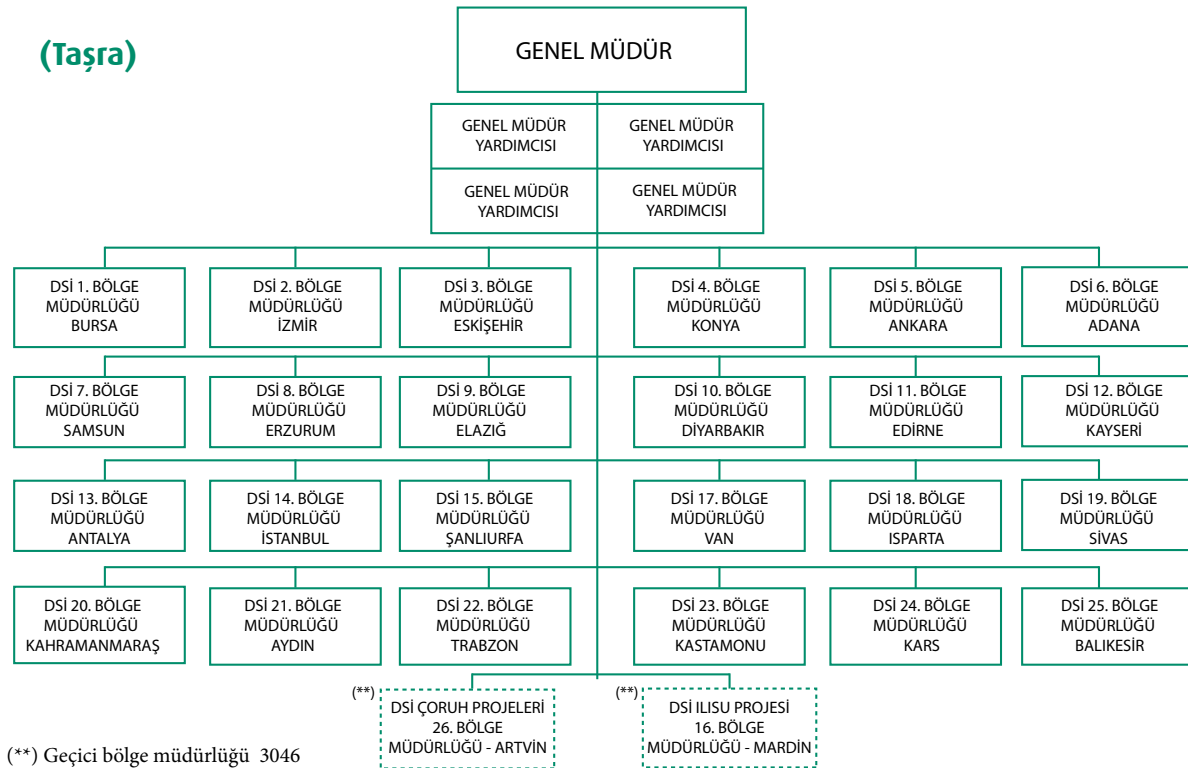 (Taşra)
GENEL MÜDÜR
GENEL MÜDÜR
YARDIMCISI
GENEL MÜDÜR
YARDIMCISI
GENEL MÜDÜR
YARDIMCISI
GENEL MÜDÜR
YARDIMCISI
DSİ 1. BÖLGE
MÜDÜRLÜĞÜ
BURSA
DSİ 2. BÖLGE
MÜDÜRLÜĞÜ
İZMİR
DSİ 3. BÖLGE
MÜDÜRLÜĞÜ
ESKİŞEHİR
DSİ 4. BÖLGE
MÜDÜRLÜĞÜ
KONYA
DSİ 5. BÖLGE
MÜDÜRLÜĞÜ
ANKARA
DSİ 6. BÖLGE
MÜDÜRLÜĞÜ
ADANA
DSİ 7. BÖLGE
MÜDÜRLÜĞÜ
SAMSUN
DSİ 8. BÖLGE
MÜDÜRLÜĞÜ
ERZURUM
DSİ 9. BÖLGE
MÜDÜRLÜĞÜ
ELAZIĞ
DSİ 10. BÖLGE
MÜDÜRLÜĞÜ
DİYARBAKIR
DSİ 11. BÖLGE
MÜDÜRLÜĞÜ
EDİRNE
DSİ 12. BÖLGE
MÜDÜRLÜĞÜ
KAYSERİ
DSİ 13. BÖLGE
MÜDÜRLÜĞÜ
ANTALYA
DSİ 14. BÖLGE
MÜDÜRLÜĞÜ
İSTANBUL
DSİ 15. BÖLGE
MÜDÜRLÜĞÜ
ŞANLIURFA
DSİ 17. BÖLGE
MÜDÜRLÜĞÜ
VAN
DSİ 18. BÖLGE
MÜDÜRLÜĞÜ
ISPARTA
DSİ 19. BÖLGE
MÜDÜRLÜĞÜ
SİVAS
DSİ 20. BÖLGE
MÜDÜRLÜĞÜ
KAHRAMANMARAŞ
DSİ 21. BÖLGE
MÜDÜRLÜĞÜ
AYDIN
DSİ 22. BÖLGE
MÜDÜRLÜĞÜ
TRABZON
DSİ 23. BÖLGE
MÜDÜRLÜĞÜ
KASTAMONU
DSİ 24. BÖLGE
MÜDÜRLÜĞÜ
KARS
DSİ 25. BÖLGE
MÜDÜRLÜĞÜ
BALIKESİR
(**)
DSİ ÇORUH PROJELERİ
26. BÖLGE
MÜDÜRLÜĞÜ - ARTVİN
(**)
DSİ ILISU PROJESİ
16. BÖLGE
MÜDÜRLÜĞÜ - MARDİN
(**) Geçici bölge müdürlüğü 3046